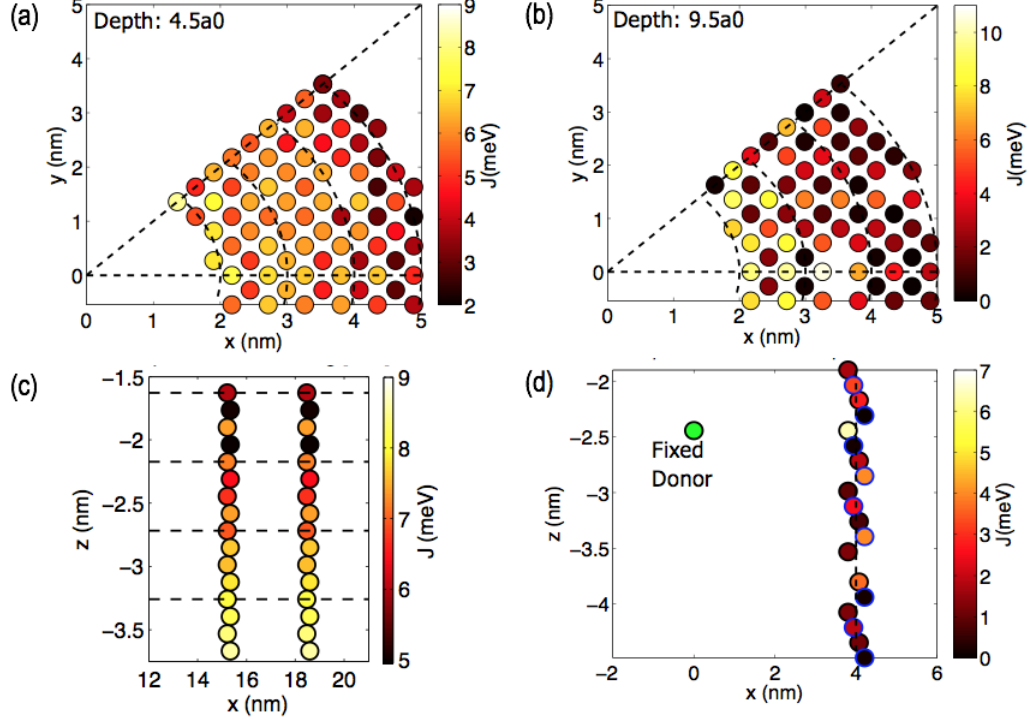 (a)
Depth: 4.5a0
5
4
3
2
1
0
y (nm)
0 1 2 3 4 5
x (nm)
9
8
7
6
5
4
3
2
J(meV)
(b)
Depth: 9.5a0
5
4
3
2
1
0
y (nm)
0 1 2 3 4 5
x (nm)
10
8
6
4
2
0
J(meV)
(c)
−1.5
−2
−2.5
−3
−3.5
z (nm)
12 14 16 18 20
x (nm)
9
8
7
6
5
J(meV)
(d)
Fixed
Donor
−2
−2.5
−3
−3.5
−4
z (nm)
−2 0 2 4 6
x (nm)
7
6
5
4
3
2
1
0
J(meV)